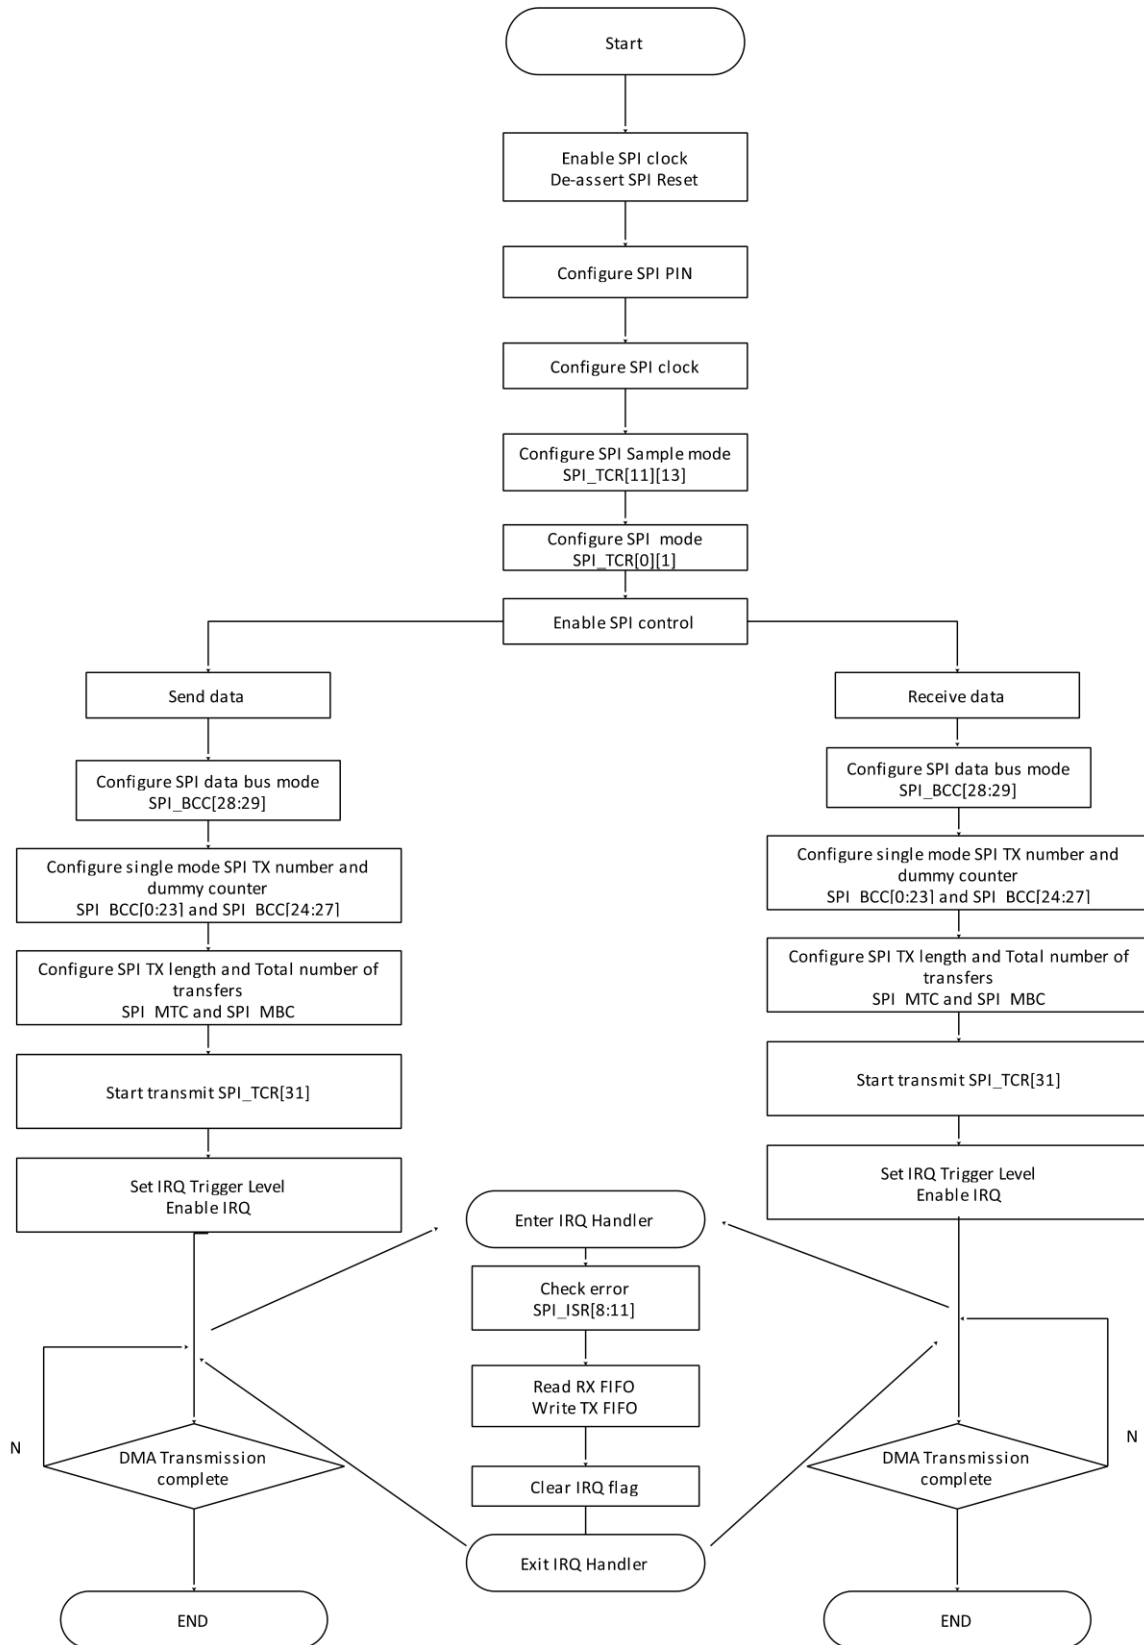 Start
Enable SPI clock
De-assert SPI Reset
Configure SPI PIN
Configure SPI clock
Configure SPI Sample mode
SPI_TCR[11][13]
Configure SPI  mode
SPI_TCR[0][1]
Enable SPI control
Send data
Configure SPI data bus mode
SPI_BCC[28:29]
Configure single mode SPI TX number and
dummy counter
SPI_BCC[0:23] and SPI_BCC[24:27]
Configure SPI TX length and Total number of
transfers
SPI_MTC and SPI_MBC
Start transmit SPI_TCR[31]
Set IRQ Trigger Level
Enable IRQ
N
DMA Transmission
complete
END
Enter IRQ Handler
Check error
SPI_ISR[8:11]
Read RX FIFO
Write TX FIFO
Clear IRQ flag
Exit IRQ Handler
Receive data
Configure SPI data bus mode
SPI_BCC[28:29]
Configure single mode SPI TX number and
dummy counter
SPI_BCC[0:23] and SPI_BCC[24:27]
Configure SPI TX length and Total number of
transfers
SPI_MTC and SPI_MBC
Start transmit SPI_TCR[31]
Set IRQ Trigger Level
Enable IRQ
DMA Transmission
complete
N
END